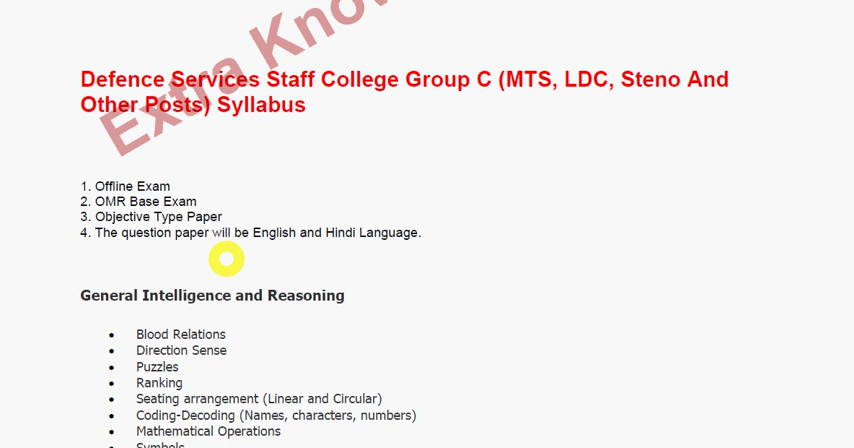 Extra Know
Defence Services Staff College Group C (MTS, LDC, Steno And
Other Posts) Syllabus
1. Offline Exam
2. OMR Base Exam
3. Objective Type Paper
4. The question paper will be English and Hindi Language.
General Intelligence and Reasoning
• Blood Relations
• Direction Sense
• Puzzles
• Ranking
• Seating arrangement (Linear and Circular)
• Coding-Decoding (Names, characters, numbers)
• Mathematical Operations
• Symbols